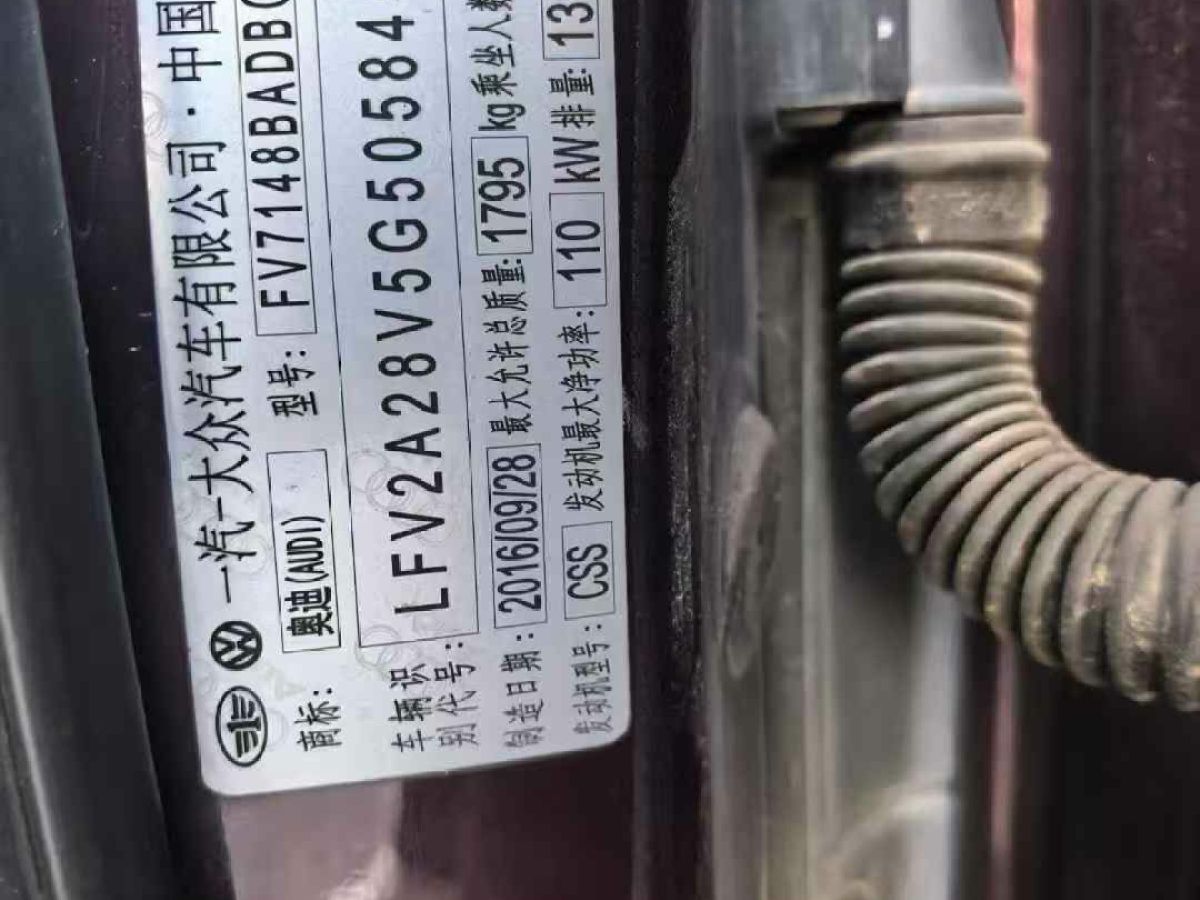 一汽-大众汽车有限公司·中国
商标: 奥迪(AUDI) 型号: FV7148BADBG
车辆识别代号: LFV2A28V5G50584
制造日期: 2016/09/28 最大允许总质量: 1795 kg 乘坐人数
发动机型号: CSS 发动机最大净功率: 110 kW 排量: 13